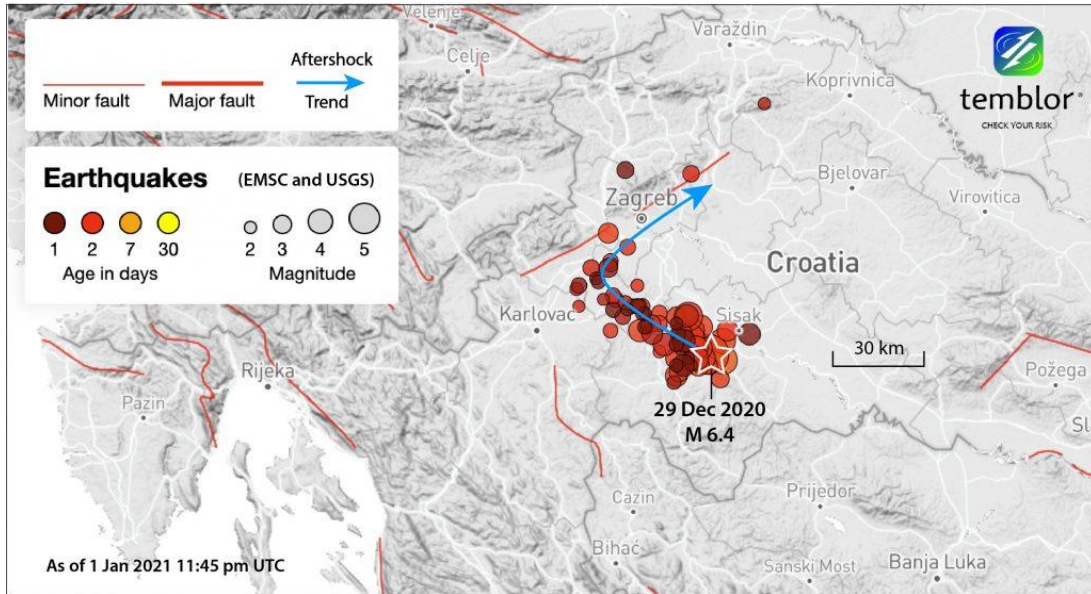 Velenje
Celje
Varaždin
Koprivnica
temblor
CHECK YOUR RISK
Aftershock
Trend
Minor fault
Major fault
Earthquakes (EMSC and USGS)
1 2 7 30
Age in days
2 3 4 5
Magnitude
Zagreb
Bjelovar
Virovitica
Croatia
Karlovac
Sisak
30 km
Rijeka
Požega
Pazin
29 Dec 2020
M 6.4
Sl
Cazin
Prijedor
Bihać
Sanski Most
Banja Luka
As of 1 Jan 2021 11:45 pm UTC